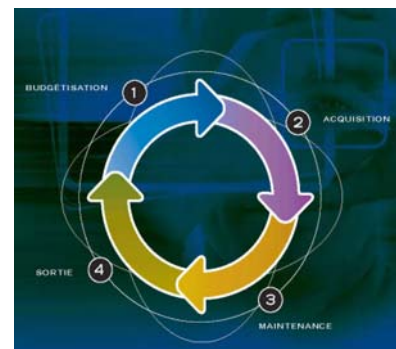 BUDGÉTISATION
1
2
ACQUISITION
SORTIE
4
3
MAINTENANCE